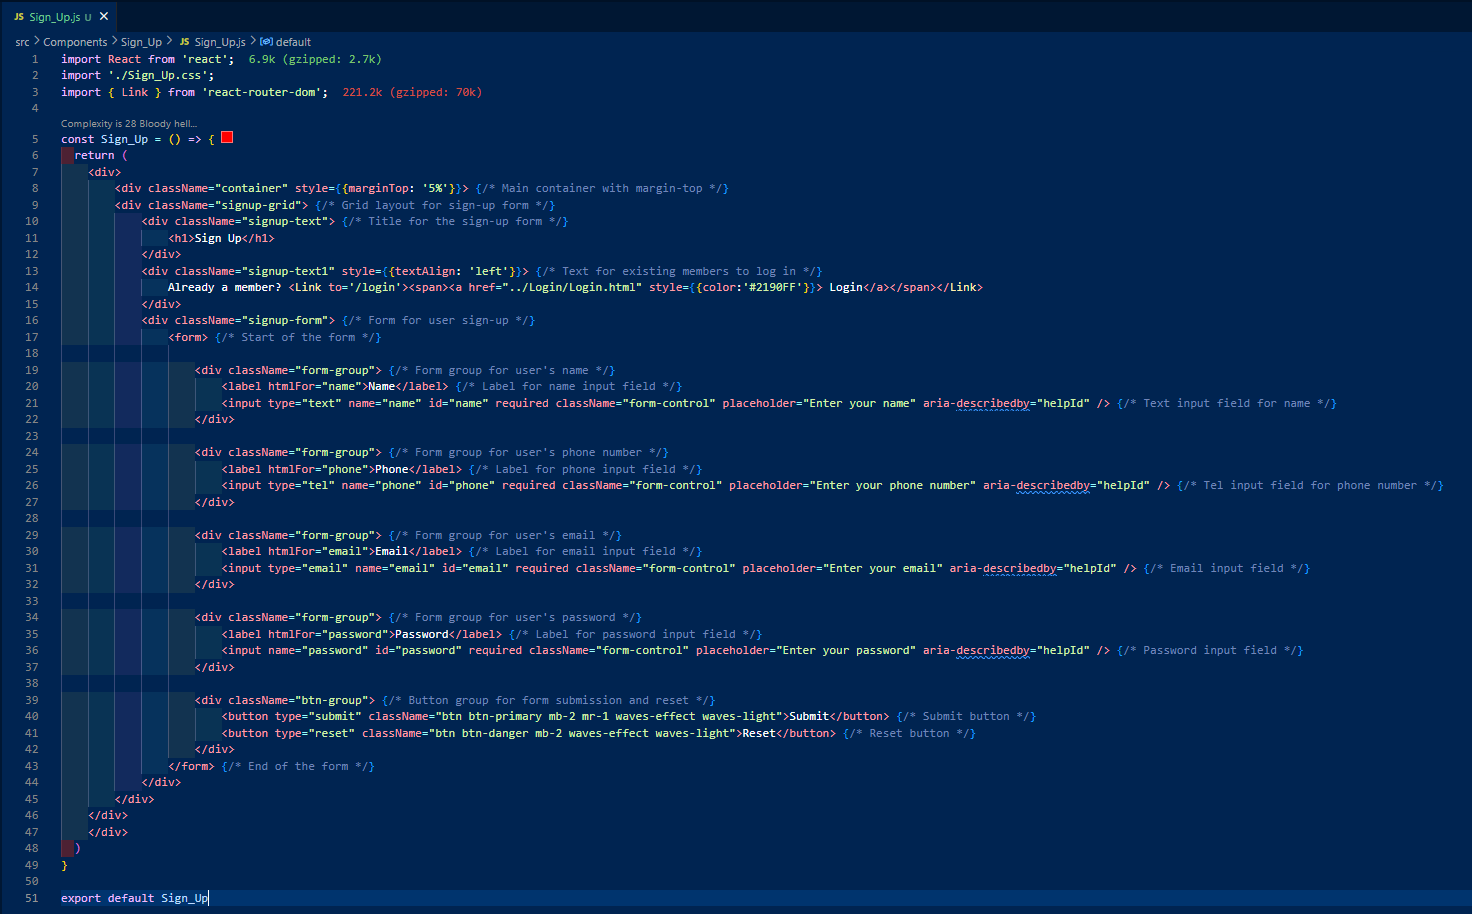 JS Sign_Up.js U ×
src > Components > Sign_Up > JS Sign_Up.js > default
1 import React from 'react'; 6.9k (gzipped: 2.7k)
2 import './Sign_Up.css';
3 import { Link } from 'react-router-dom'; 221.2k (gzipped: 70k)
4
Complexity is 28 Bloody hell...
5 const Sign_Up = () => {
6 return (
7 <div>
8 <div className="container" style={{marginTop: '5%'}}> {/* Main container with margin-top */}
9 <div className="signup-grid"> {/* Grid layout for sign-up form */}
10 <div className="signup-text"> {/* Title for the sign-up form */}
11 <h1>Sign Up</h1>
12 </div>
13 <div className="signup-text1" style={{textAlign: 'left'}}> {/* Text for existing members to log in */}
14 Already a member? <Link to='/login'><span><a href="../Login/Login.html" style={{color:'#2190FF'}}> Login</a></span></Link>
15 </div>
16 <div className="signup-form"> {/* Form for user sign-up */}
17 <form> {/* Start of the form */}
18
19 <div className="form-group"> {/* Form group for user's name */}
20 <label htmlFor="name">Name</label> {/* Label for name input field */}
21 <input type="text" name="name" id="name" required className="form-control" placeholder="Enter your name" aria-describedby="helpId" /> {/* Text input field for name */}
22 </div>
23
24 <div className="form-group"> {/* Form group for user's phone number */}
25 <label htmlFor="phone">Phone</label> {/* Label for phone input field */}
26 <input type="tel" name="phone" id="phone" required className="form-control" placeholder="Enter your phone number" aria-describedby="helpId" /> {/* Tel input field for phone number */}
27 </div>
28
29 <div className="form-group"> {/* Form group for user's email */}
30 <label htmlFor="email">Email</label> {/* Label for email input field */}
31 <input type="email" name="email" id="email" required className="form-control" placeholder="Enter your email" aria-describedby="helpId" /> {/* Email input field */}
32 </div>
33
34 <div className="form-group"> {/* Form group for user's password */}
35 <label htmlFor="password">Password</label> {/* Label for password input field */}
36 <input name="password" id="password" required className="form-control" placeholder="Enter your password" aria-describedby="helpId" /> {/* Password input field */}
37 </div>
38
39 <div className="btn-group"> {/* Button group for form submission and reset */}
40 <button type="submit" className="btn btn-primary mb-2 mr-1 waves-effect waves-light">Submit</button> {/* Submit button */}
41 <button type="reset" className="btn btn-danger mb-2 waves-effect waves-light">Reset</button> {/* Reset button */}
42 </div>
43 </form> {/* End of the form */}
44 </div>
45 </div>
46 </div>
47 </div>
48 )
49 }
50
51 export default Sign_Up